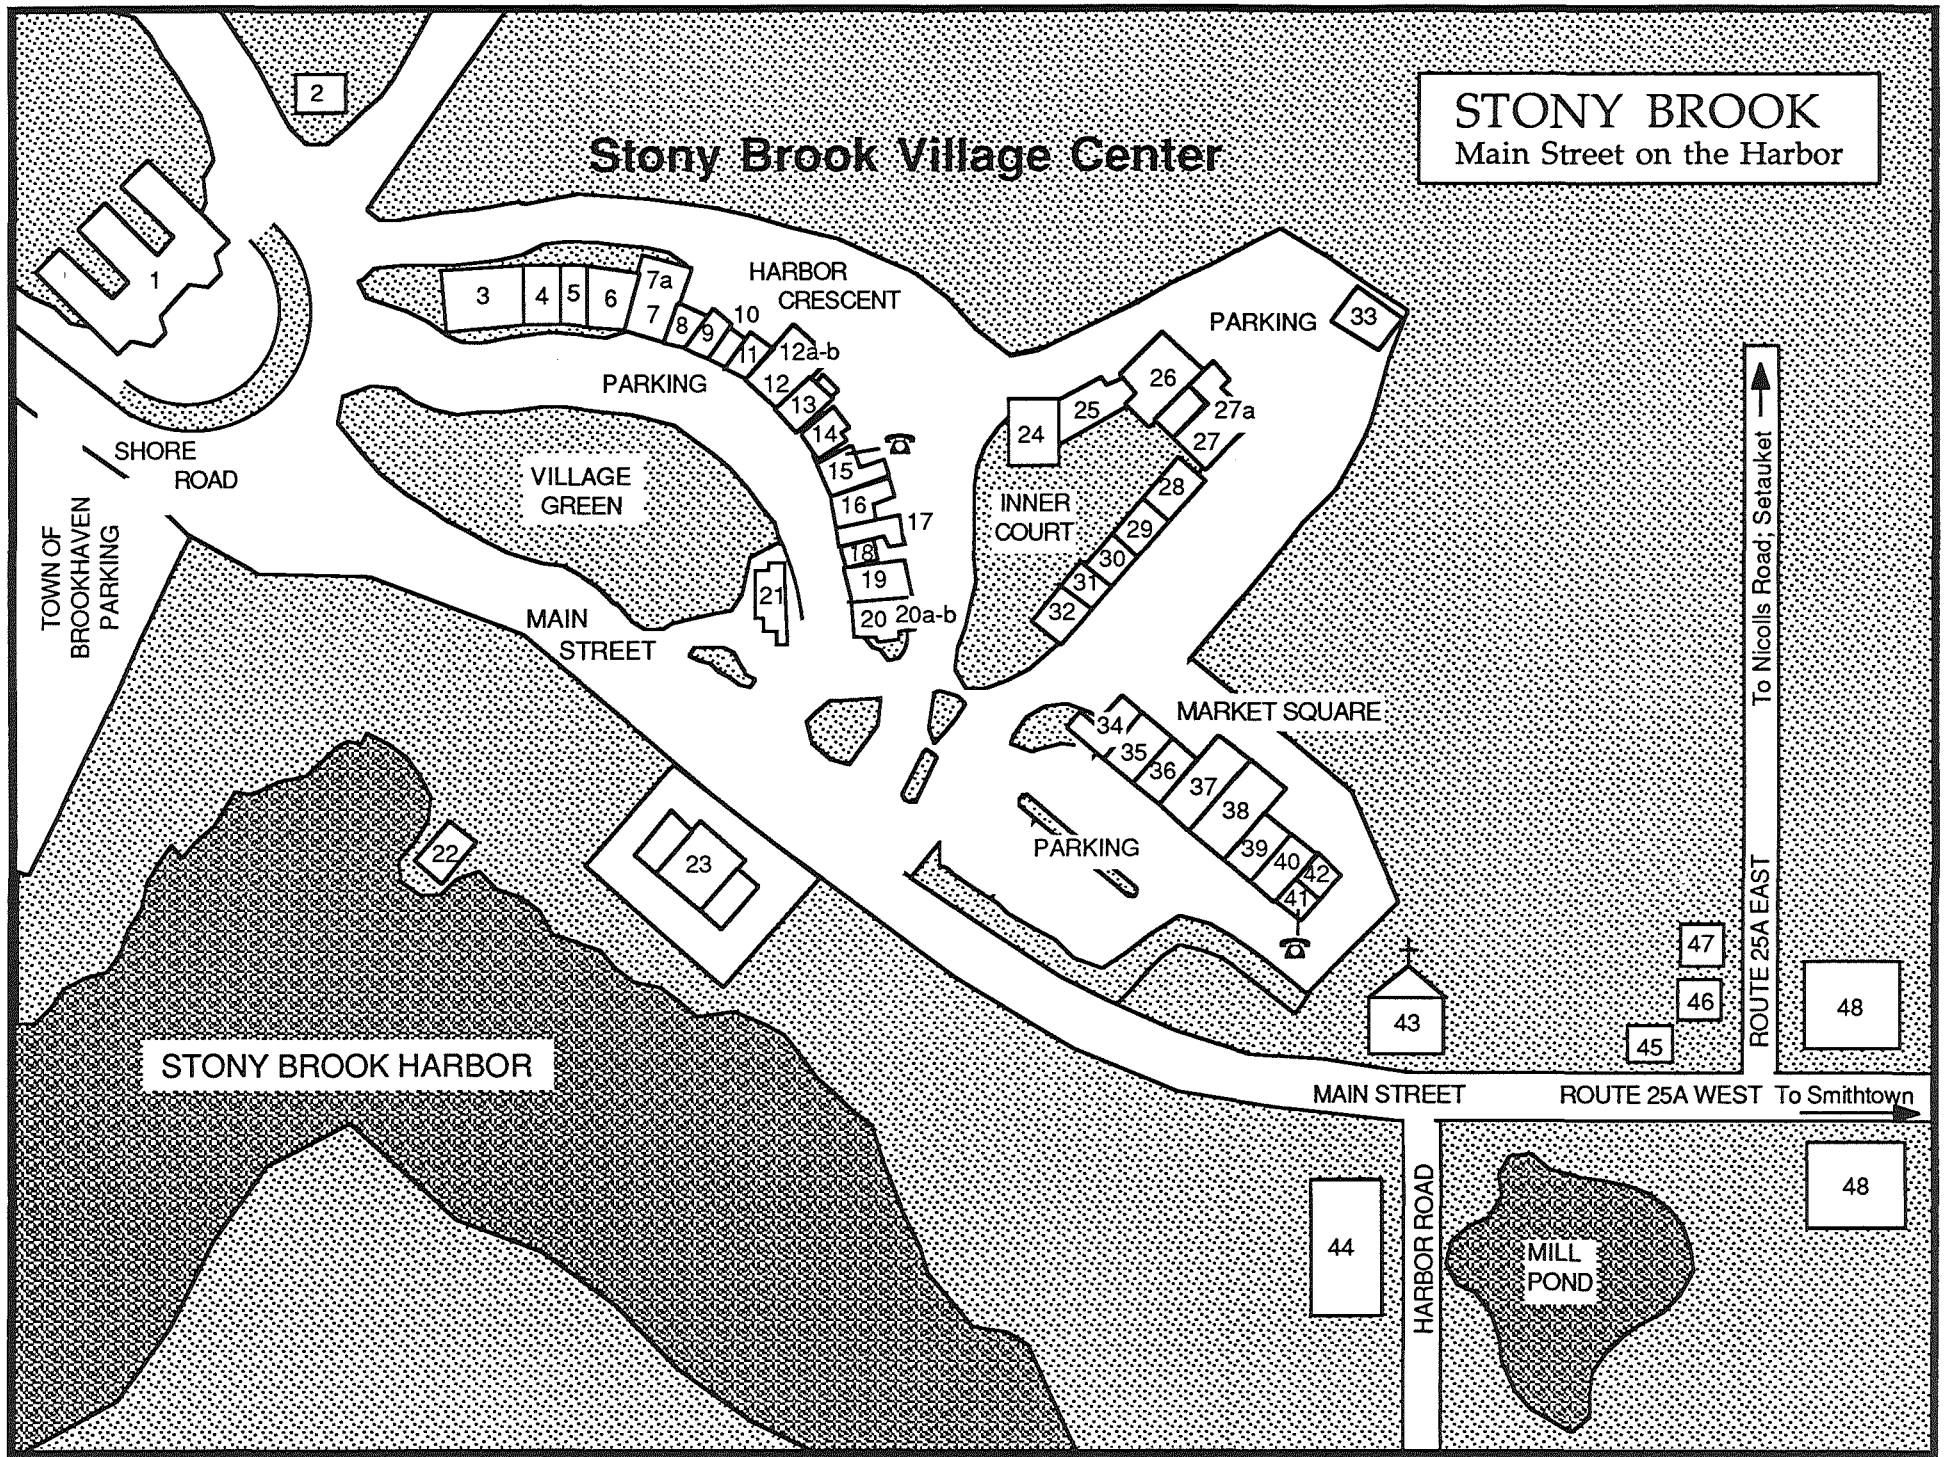 2
STONY BROOK
Main Street on the Harbor
Stony Brook Village Center
1
3
4
5
6
7a
7
8
9
10
11
12a-b
12
13
14
15
16
17
18
19
20
20a-b
21
HARBOR
CRESCENT
PARKING
PARKING
33
26
25
24
27a
27
28
29
30
31
32
INNER
COURT
SHORE
ROAD
VILLAGE
GREEN
TOWN OF
BROOKHAVEN
PARKING
MAIN
STREET
MARKET SQUARE
34
35
36
37
38
39
40
42
41
PARKING
22
23
To Nicolls Road, Setauket
ROUTE 25A EAST
47
46
45
48
43
STONY BROOK HARBOR
MAIN STREET
ROUTE 25A WEST To Smithtown
HARBOR ROAD
44
MILL
POND
48